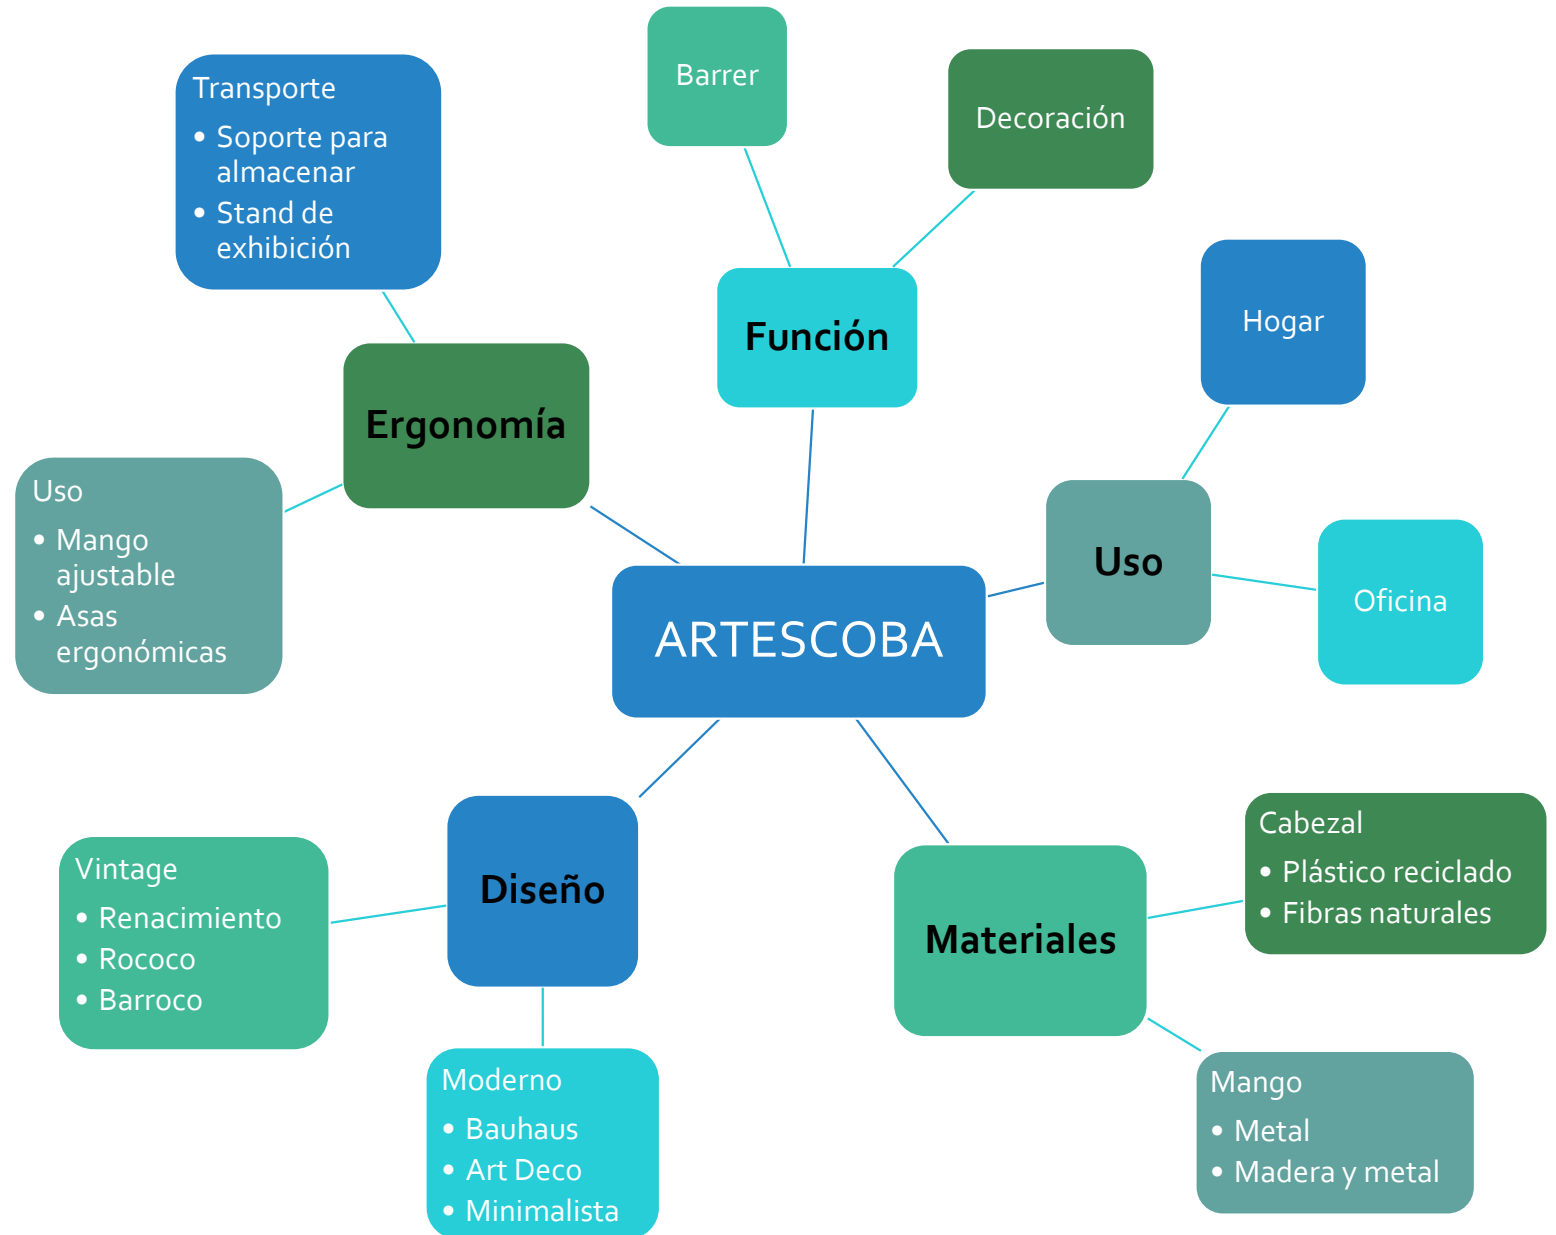 Barrer
Decoración
Transporte
• Soporte para
almacenar
• Stand de
exhibición
Función
Hogar
Ergonomía
Uso
• Mango
ajustable
• Asas
ergonómicas
Uso
Oficina
ARTESCOBA
Diseño
Vintage
• Renacimiento
• Rococo
• Barroco
Moderno
• Bauhaus
• Art Deco
• Minimalista
Materiales
Cabezal
• Plástico reciclado
• Fibras naturales
Mango
• Metal
• Madera y metal